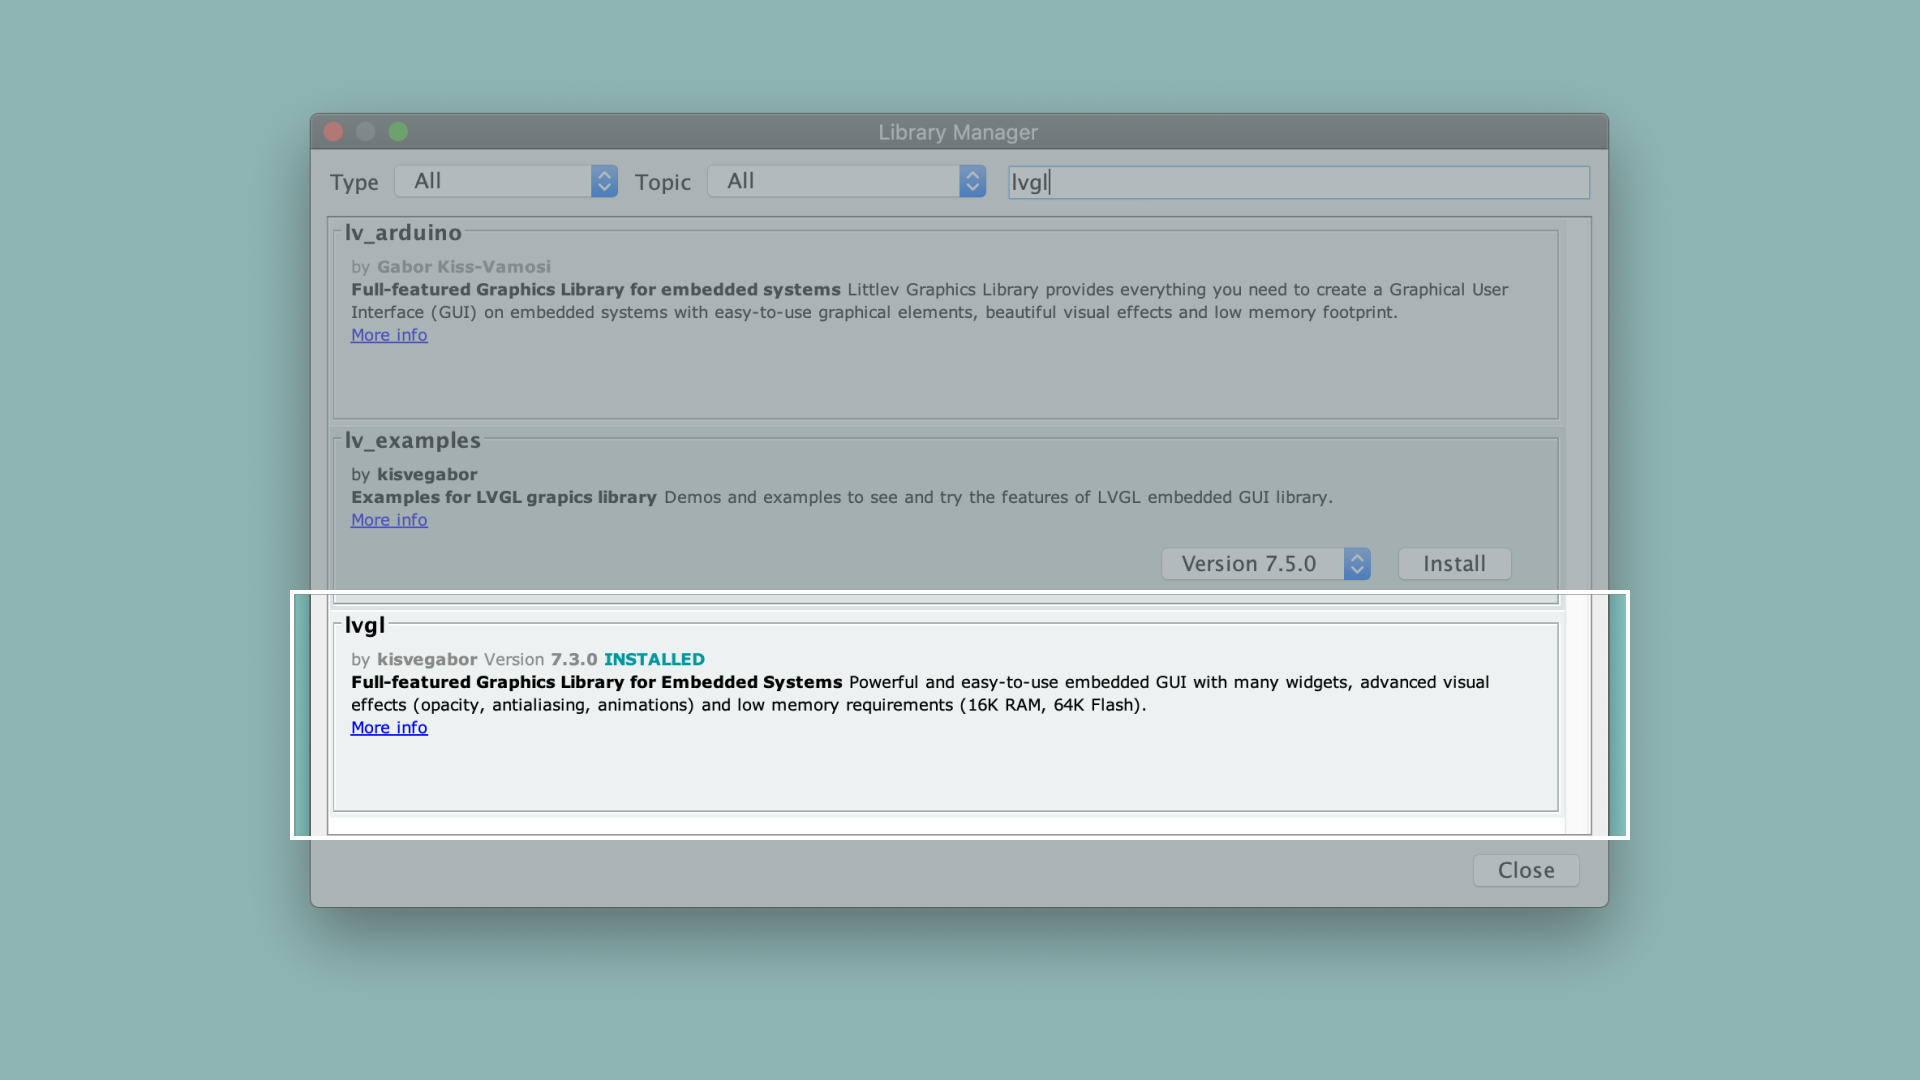 Library Manager
Type All Topic All lvgl
lv_arduino
by Gabor Kiss-Vamosi
Full-featured Graphics Library for embedded systems Littlev Graphics Library provides everything you need to create a Graphical User
Interface (GUI) on embedded systems with easy-to-use graphical elements, beautiful visual effects and low memory footprint.
More info
lv_examples
by kisvegabor
Examples for LVGL grapics library Demos and examples to see and try the features of LVGL embedded GUI library.
More info
Version 7.5.0 Install
lvgl
by kisvegabor Version 7.3.0 INSTALLED
Full-featured Graphics Library for Embedded Systems Powerful and easy-to-use embedded GUI with many widgets, advanced visual
effects (opacity, antialiasing, animations) and low memory requirements (16K RAM, 64K Flash).
More info
Close